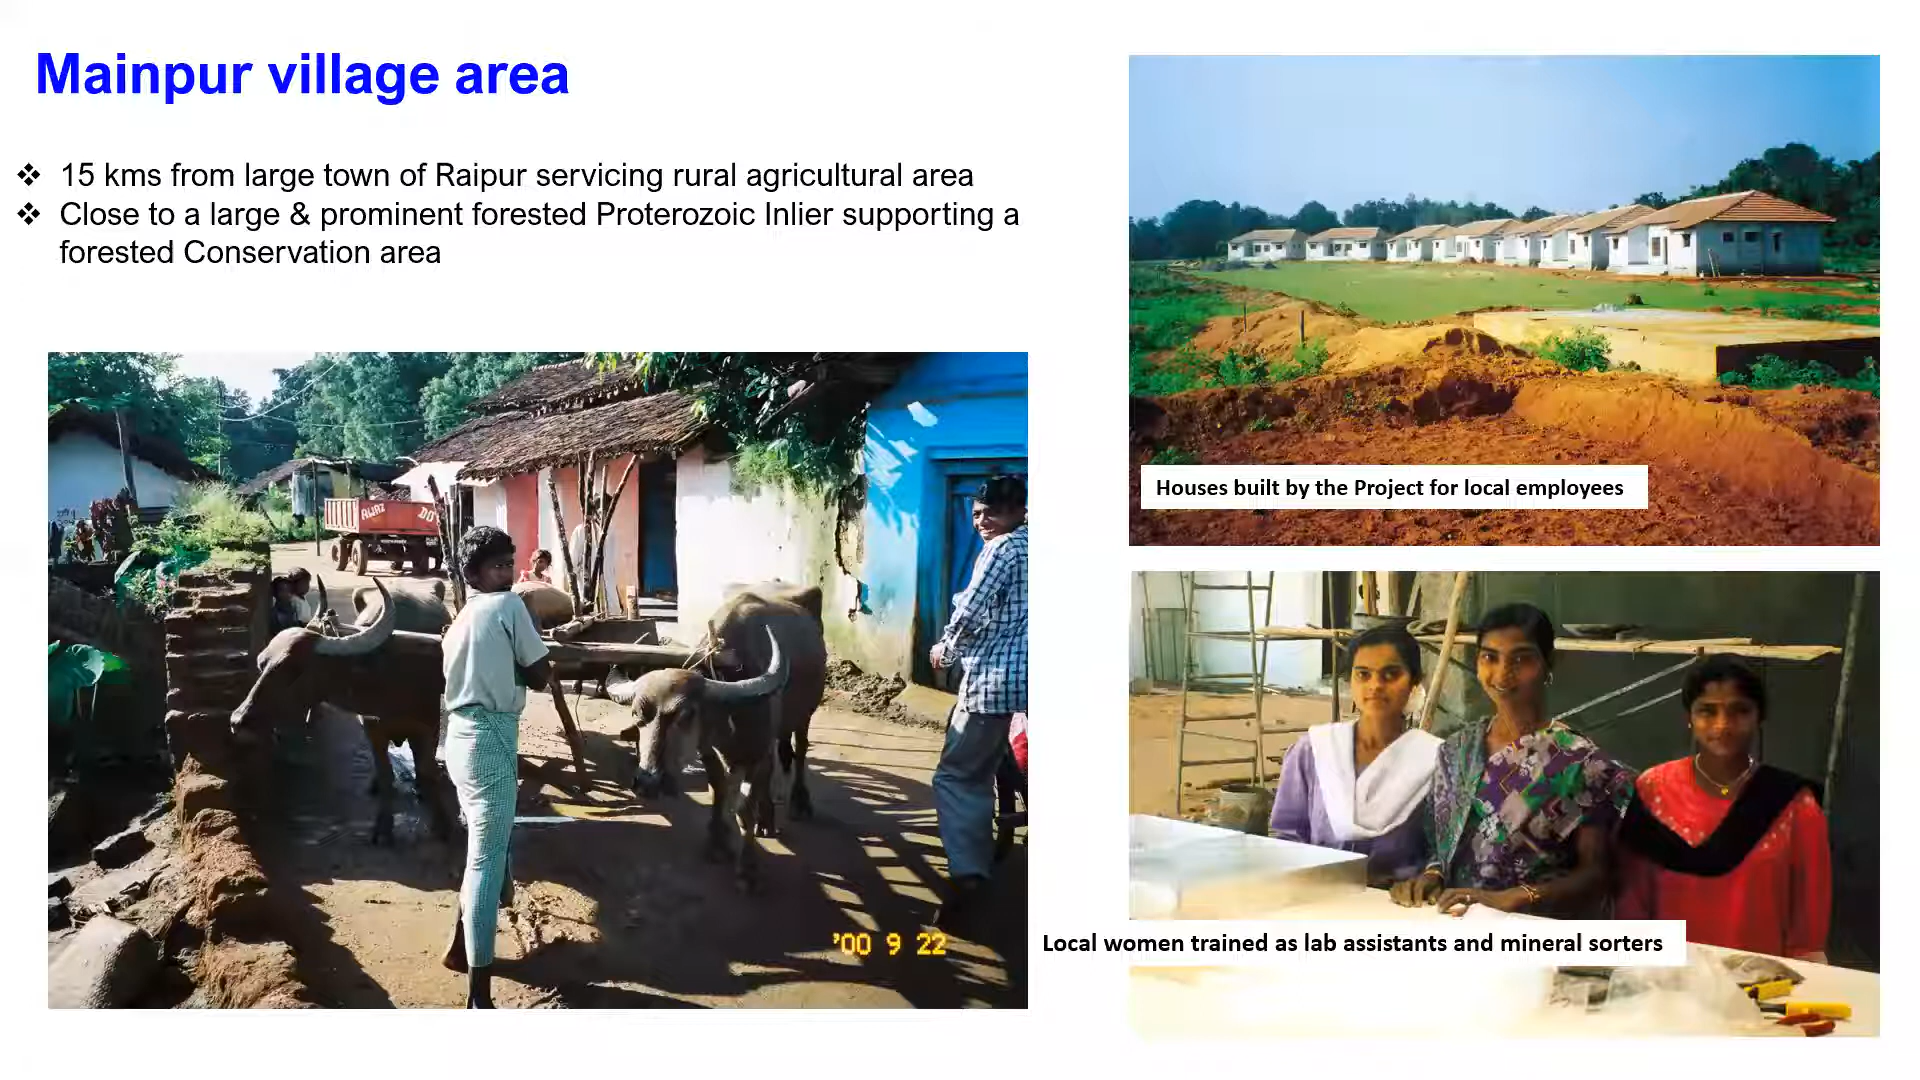 Mainpur village area
❖ 15 kms from large town of Raipur servicing rural agricultural area
❖ Close to a large & prominent forested Proterozoic Inlier supporting a
forested Conservation area
AWAZ DO
'00 9 22
Houses built by the Project for local employees
Local women trained as lab assistants and mineral sorters